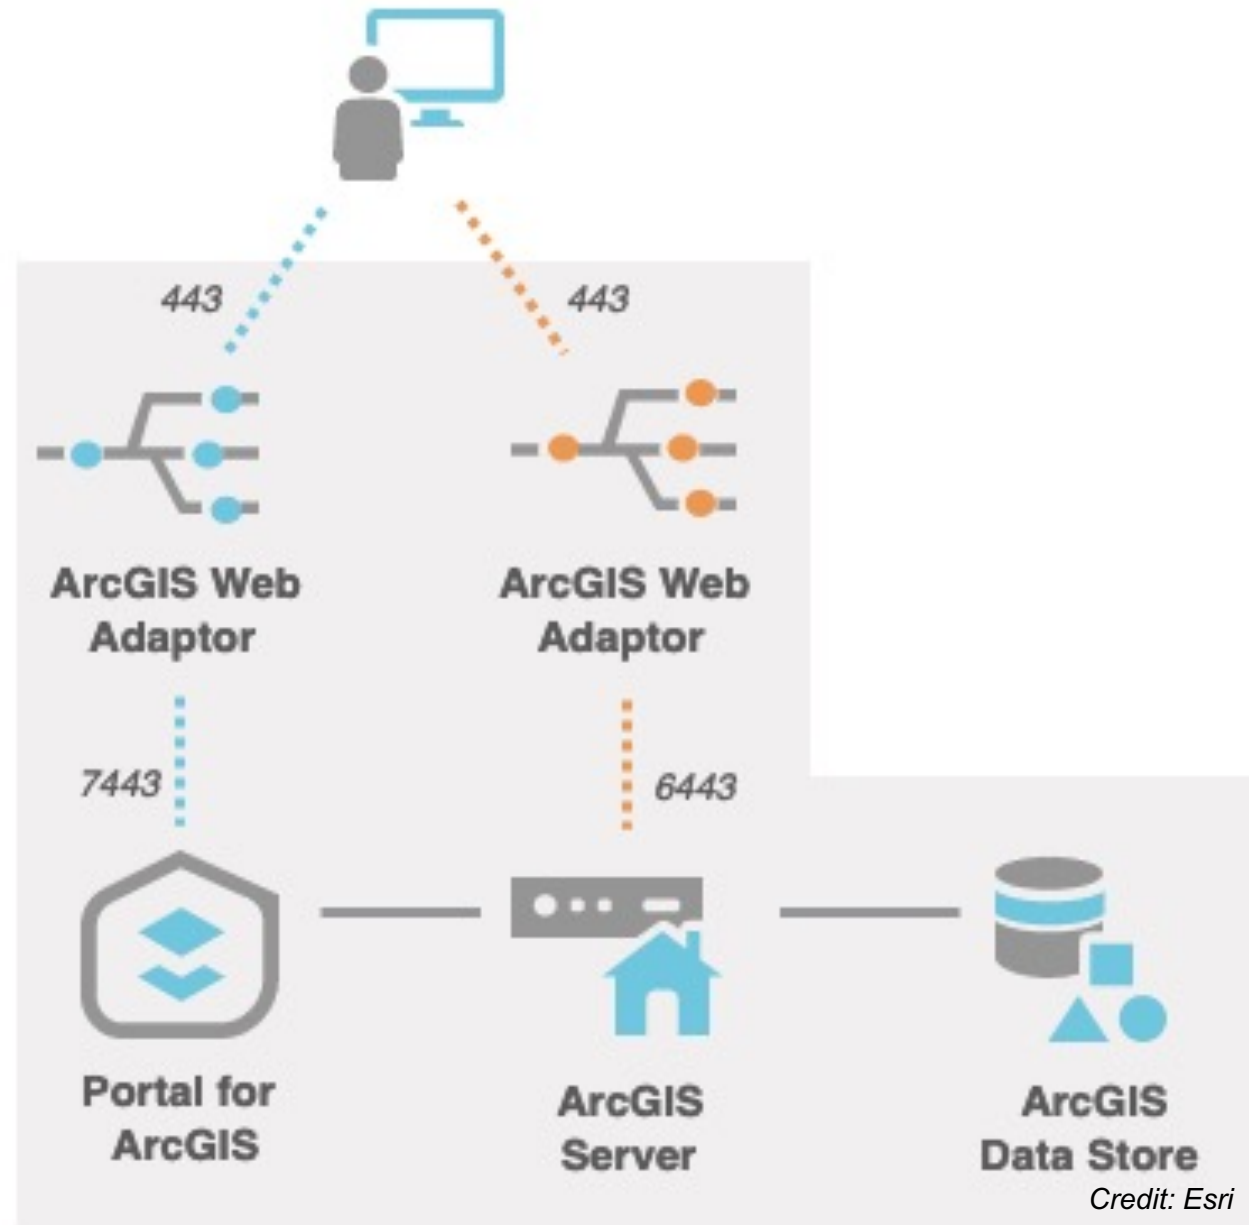 443
443
ArcGIS Web
Adaptor
ArcGIS Web
Adaptor
7443
6443
Portal for
ArcGIS
ArcGIS
Server
ArcGIS
Data Store
Credit: Esri